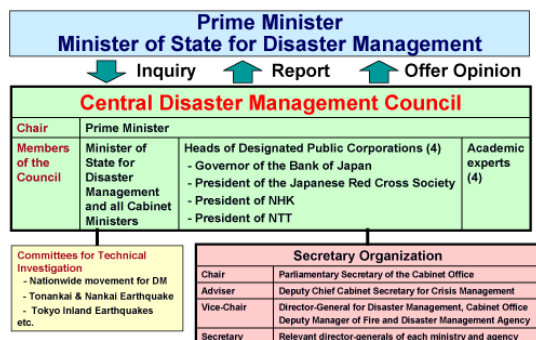 Prime Minister
Minister of State for Disaster Management
Inquiry Report Offer Opinion
Central Disaster Management Council
Chair
Prime Minister
Members of the Council
Minister of
State for
Disaster
Management
and all Cabinet
Ministers
Heads of Designated Public Corporations (4)
- Governor of the Bank of Japan
- President of the Japanese Red Cross Society
- President of NHK
- President of NTT
Academic
experts
(4)
Committees for Technical
Investigation
- Nationwide movement for DM
- Tonankai & Nankai Earthquake
- Tokyo Inland Earthquakes
etc.
Secretary Organization
Chair
Parliamentary Secretary of the Cabinet Office
Adviser
Deputy Chief Cabinet Secretary for Crisis Management
Vice-Chair
Director-General for Disaster Management, Cabinet Office
Deputy Manager of Fire and Disaster Management Agency
Secretary
Relevant director-generals of each ministry and agency